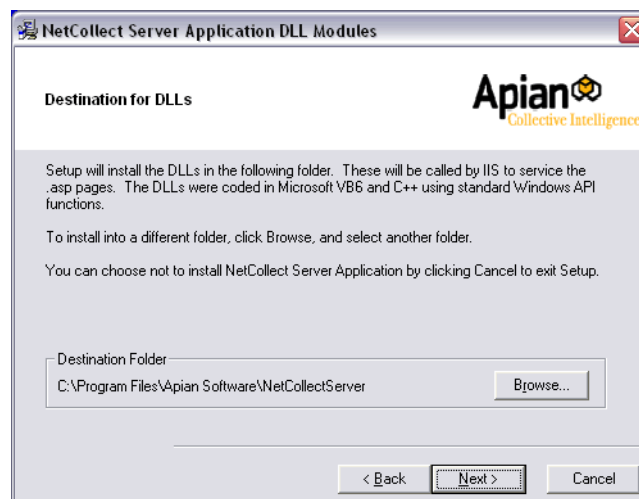 NetCollect Server Application DLL Modules
Destination for DLLs
Apian
Collective Intelligence
Setup will install the DLLs in the following folder. These will be called by IIS to service the
.asp pages. The DLLs were coded in Microsoft VB6 and C++ using standard Windows API
functions.
To install into a different folder, click Browse, and select another folder.
You can choose not to install NetCollect Server Application by clicking Cancel to exit Setup.
Destination Folder
C:\Program Files\Apian Software\NetCollectServer
Browse...
< Back
Next >
Cancel